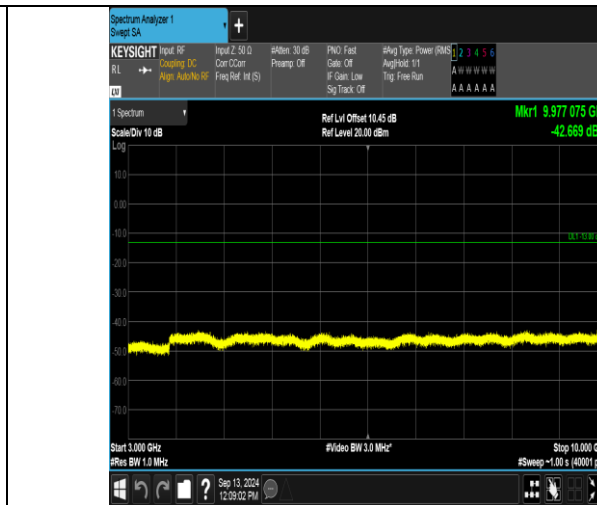 Spectrum Analyzer 1
Swept SA
+
KEYSIGHT Input: RF Input Z: 50 Ω #Atten: 30 dB PNO: Fast #Avg Type: Power (RMS 1 2 3 4 5 6
RL Coupling: DC Corr CCorr Preamp: Off Gate: Off Avg|Hold: 1/1 A W W W W W
Align: Auto/No RF Freq Ref: Int (S) IF Gain: Low Trig: Free Run
Sig Track: Off A A A A A A
LXI
1 Spectrum
Ref Lvl Offset 10.45 dB Mkr1 9.977 075 G
Scale/Div 10 dB Ref Level 20.00 dBm -42.669 dB
Log
10.0
0.00
-10.0
DL1 -13.00
-20.0
-30.0
-40.0
-50.0
-60.0
-70.0
Start 3.000 GHz #Video BW 3.0 MHz* Stop 10.000 G
#Res BW 1.0 MHz #Sweep ~1.00 s (40001 p
? Sep 13, 2024
12:09:02 PM